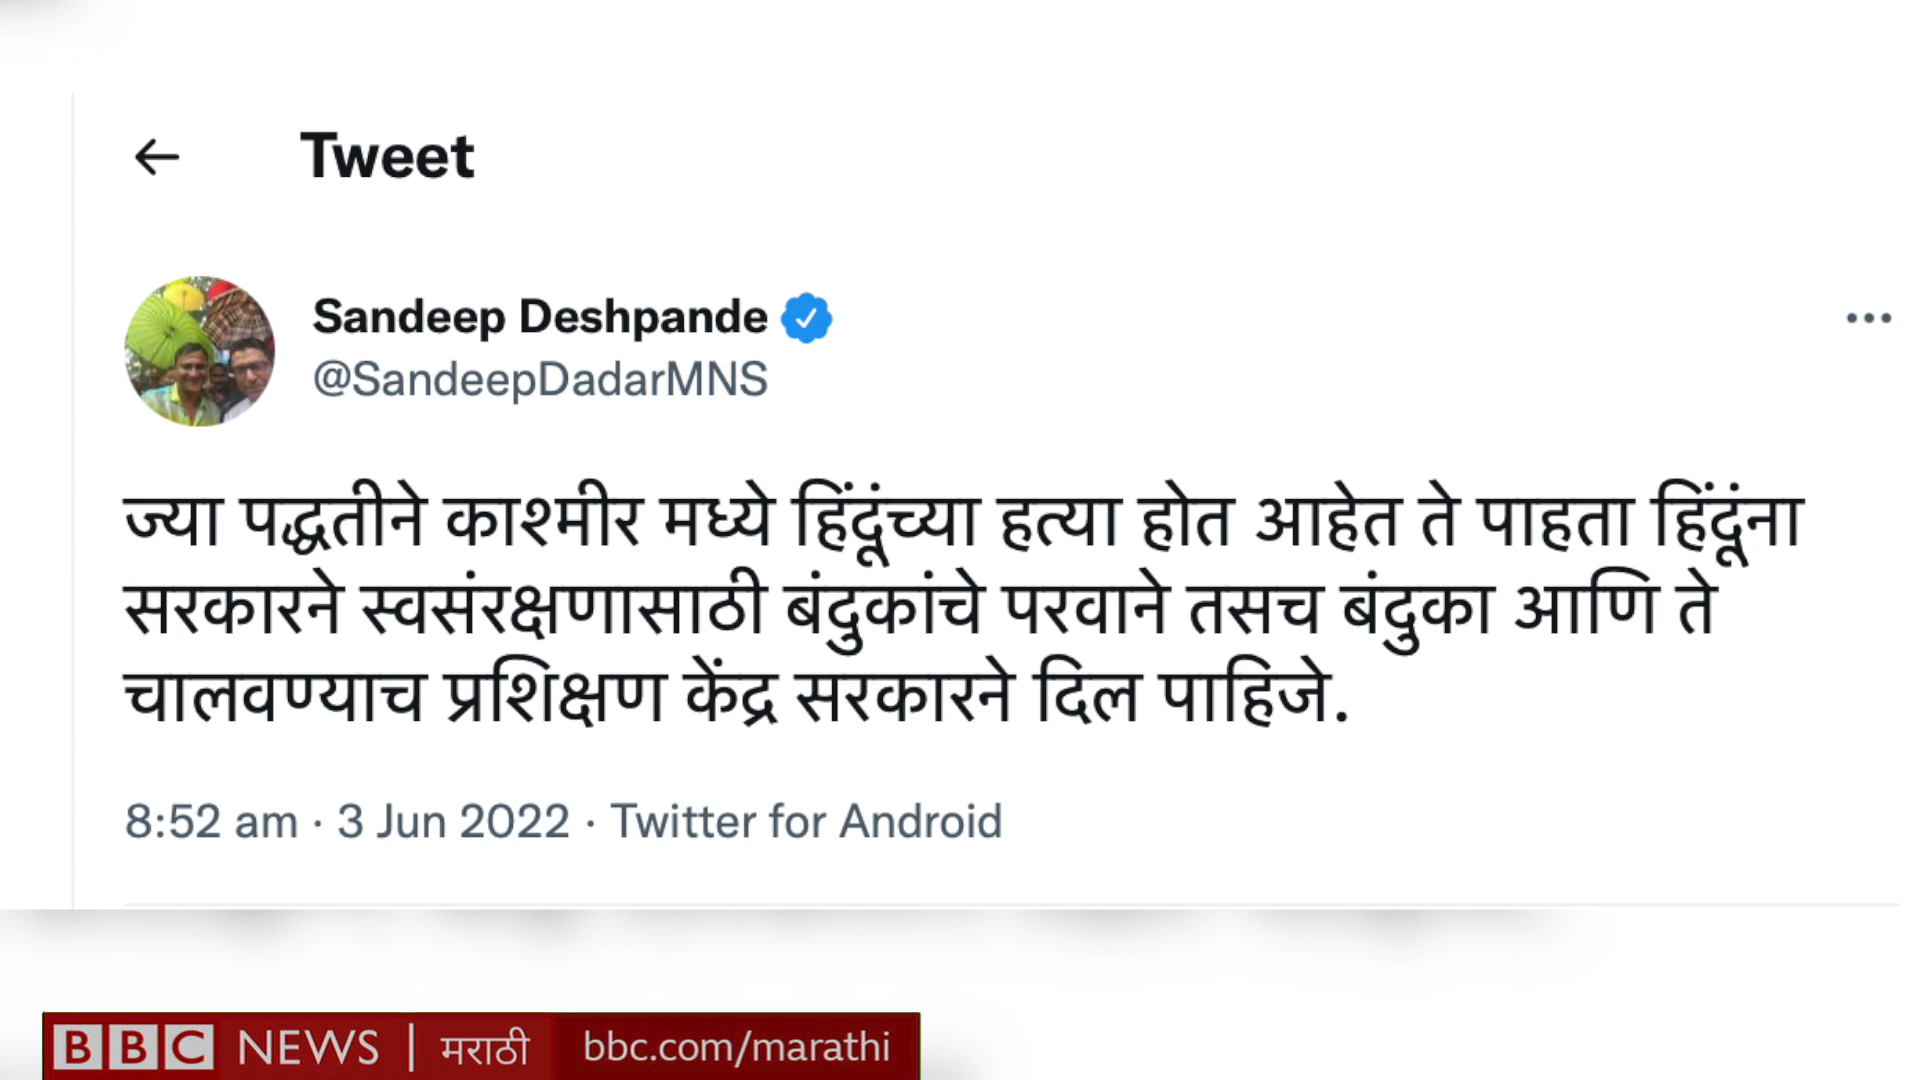 Tweet
Sandeep Deshpande
@SandeepDadarMNS
ज्या पद्धतीने काश्मीर मध्ये हिंदूंच्या हत्या होत आहेत ते पाहता हिंदूंना
सरकारने स्वसंरक्षणासाठी बंदुकांचे परवाने तसच बंदुका आणि ते
चालवण्याच प्रशिक्षण केंद्र सरकारने दिल पाहिजे.
8:52 am · 3 Jun 2022 · Twitter for Android
BBC NEWS | मराठी bbc.com/marathi